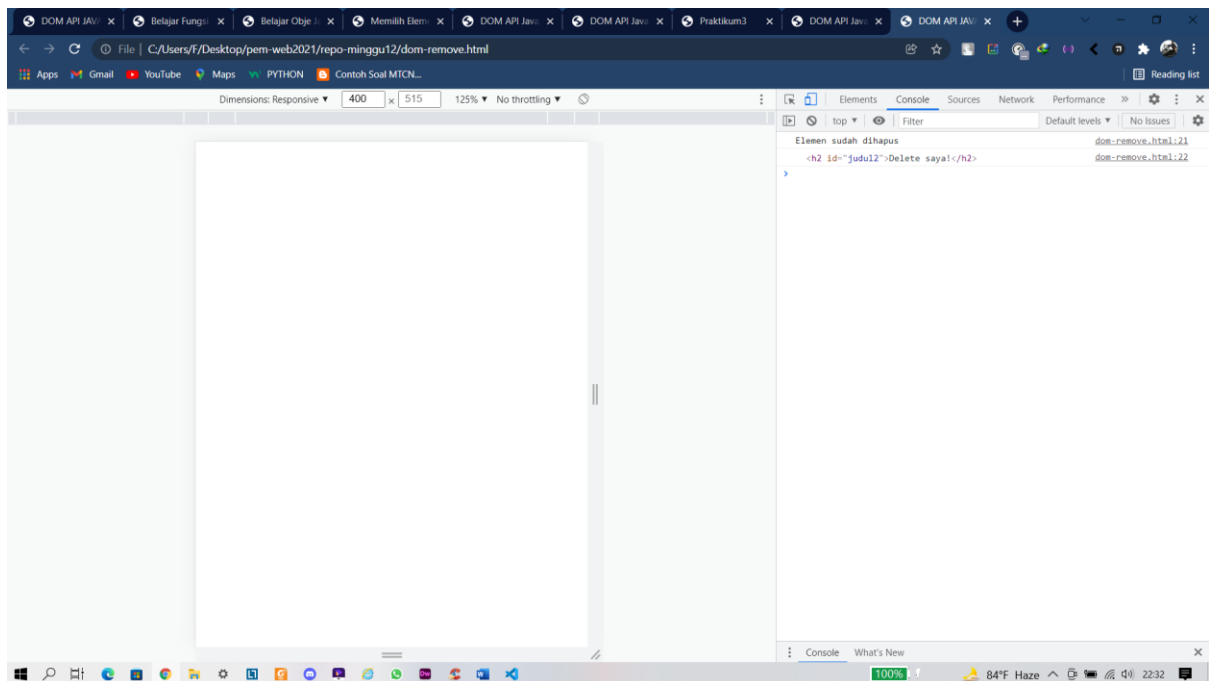 DOM API JAV Belajar Fungsi Belajar Obje Ja Memilih Eleme DOM API Java DOM API Java Praktikum3 DOM API Java DOM API JAV
File | C:/Users/F/Desktop/pem-web2021/repo-minggu12/dom-remove.html
Apps Gmail YouTube Maps PYTHON Contoh Soal MTCN... Reading list
Dimensions: Responsive ▼ 400 × 515 125% ▼ No throttling ▼
Elements Console Sources Network Performance »
top ▼ Filter Default levels ▼ No Issues
Elemen sudah dihapus dom-remove.html:21
<h2 id="judul2">Delete saya!</h2> dom-remove.html:22
>
Console What's New
100% 84°F Haze 22:32